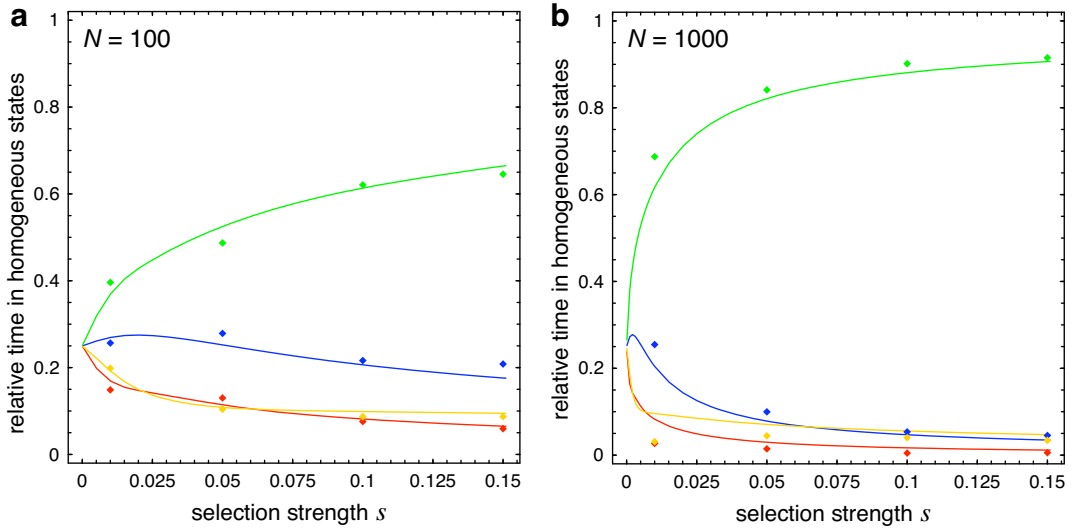 a
N = 100
relative time in homogeneous states
1
0.8
0.6
0.4
0.2
0
0 0.025 0.05 0.075 0.1 0.125 0.15
selection strength s
b
N = 1000
relative time in homogeneous states
1
0.8
0.6
0.4
0.2
0
0 0.025 0.05 0.075 0.1 0.125 0.15
selection strength s